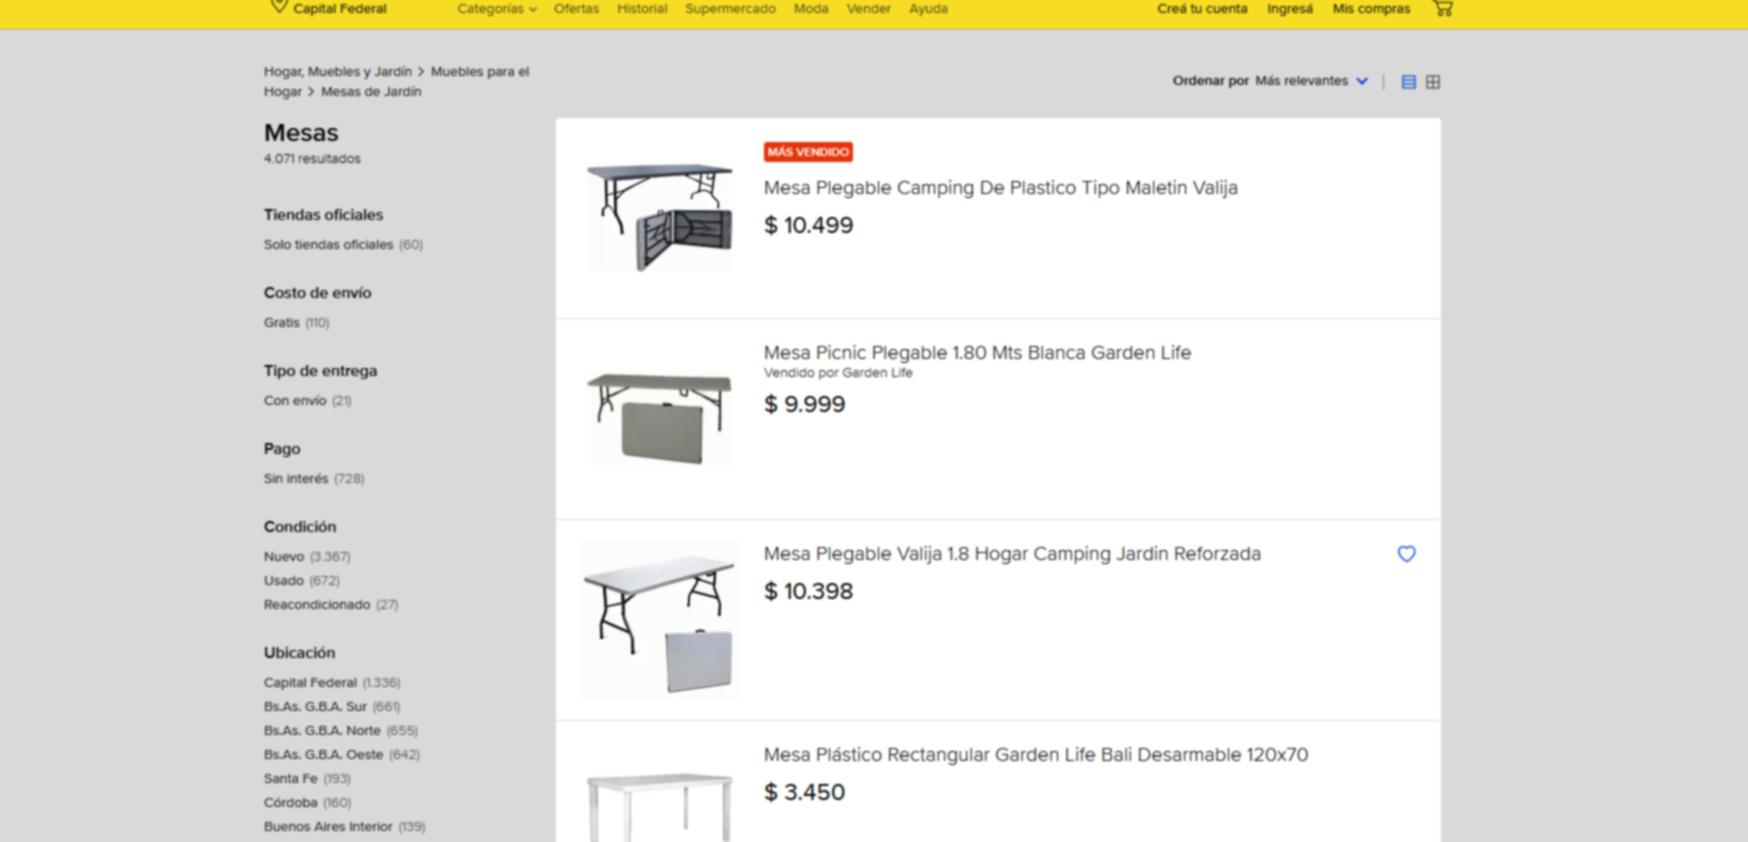 Capital Federal
Categorías Ofertas Historial Supermercado Moda Vender Ayuda
Creá tu cuenta Ingresá Mis compras
Hogar, Muebles y Jardín > Muebles para el
Hogar > Mesas de Jardín
Ordenar por Más relevantes
Mesas
4.071 resultados
Tiendas oficiales
Solo tiendas oficiales (60)
Costo de envío
Gratis (110)
Tipo de entrega
Con envío (21)
Pago
Sin interés (728)
Condición
Nuevo (3.367)
Usado (672)
Reacondicionado (27)
Ubicación
Capital Federal (1.336)
Bs.As. G.B.A. Sur (661)
Bs.As. G.B.A. Norte (655)
Bs.As. G.B.A. Oeste (642)
Santa Fe (193)
Córdoba (160)
Buenos Aires Interior (139)
MÁS VENDIDO
Mesa Plegable Camping De Plastico Tipo Maletin Valija
$ 10.499
Mesa Picnic Plegable 1.80 Mts Blanca Garden Life
Vendido por Garden Life
$ 9.999
Mesa Plegable Valija 1.8 Hogar Camping Jardin Reforzada
$ 10.398
Mesa Plástico Rectangular Garden Life Bali Desarmable 120x70
$ 3.450